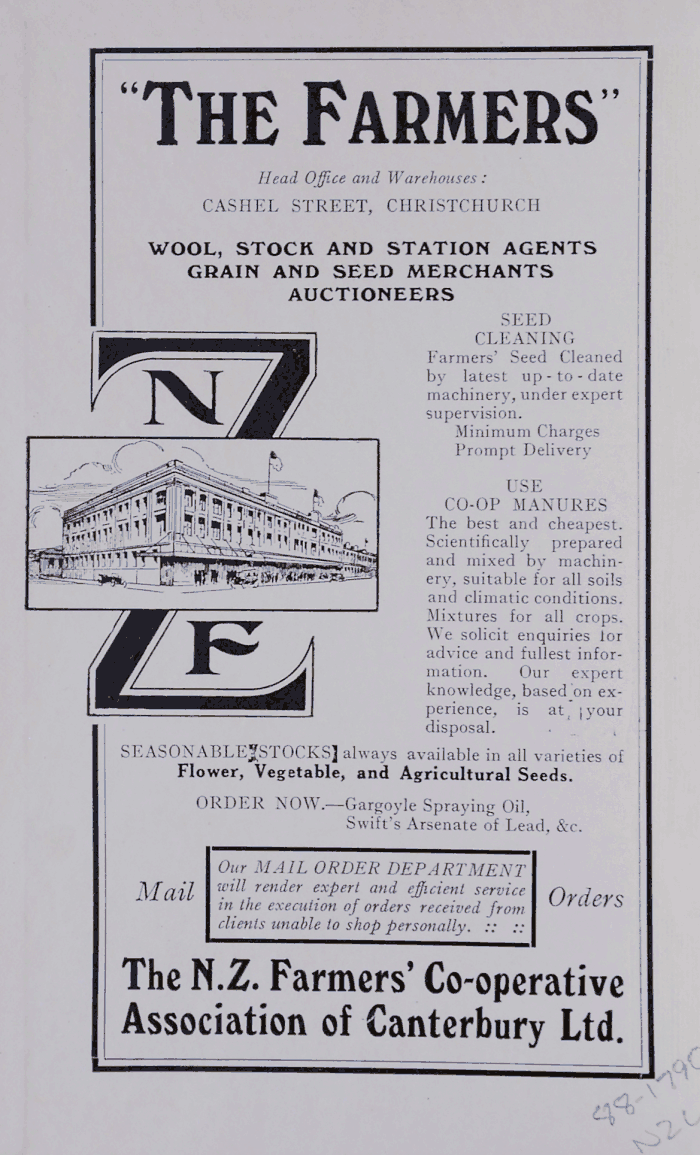 “THE FARMERS”
Head Office and Warehouses:
CASHEL STREET, CHRISTCHURCH
WOOL, STOCK AND STATION AGENTS
GRAIN AND SEED MERCHANTS
AUCTIONEERS
SEED
CLEANING
Farmers' Seed Cleaned
by latest up-to-date
machinery, under expert
supervision.
Minimum Charges
Prompt Delivery
N
Z
F
USE
CO-OP MANURES
The best and cheapest.
Scientifically prepared
and mixed by machin-
ery, suitable for all soils
and climatic conditions.
Mixtures for all crops.
We solicit enquiries for
advice and fullest infor-
mation. Our expert
knowledge, based on ex-
perience, is at your
disposal.
SEASONABLE STOCKS always available in all varieties of
Flower, Vegetable, and Agricultural Seeds.
ORDER NOW.—Gargoyle Spraying Oil,
Swift's Arsenate of Lead, &c.
Mail
Our MAIL ORDER DEPARTMENT
will render expert and efficient service
in the execution of orders received from
clients unable to shop personally. :: ::
Orders
The N.Z. Farmers' Co-operative
Association of Canterbury Ltd.
88-1790